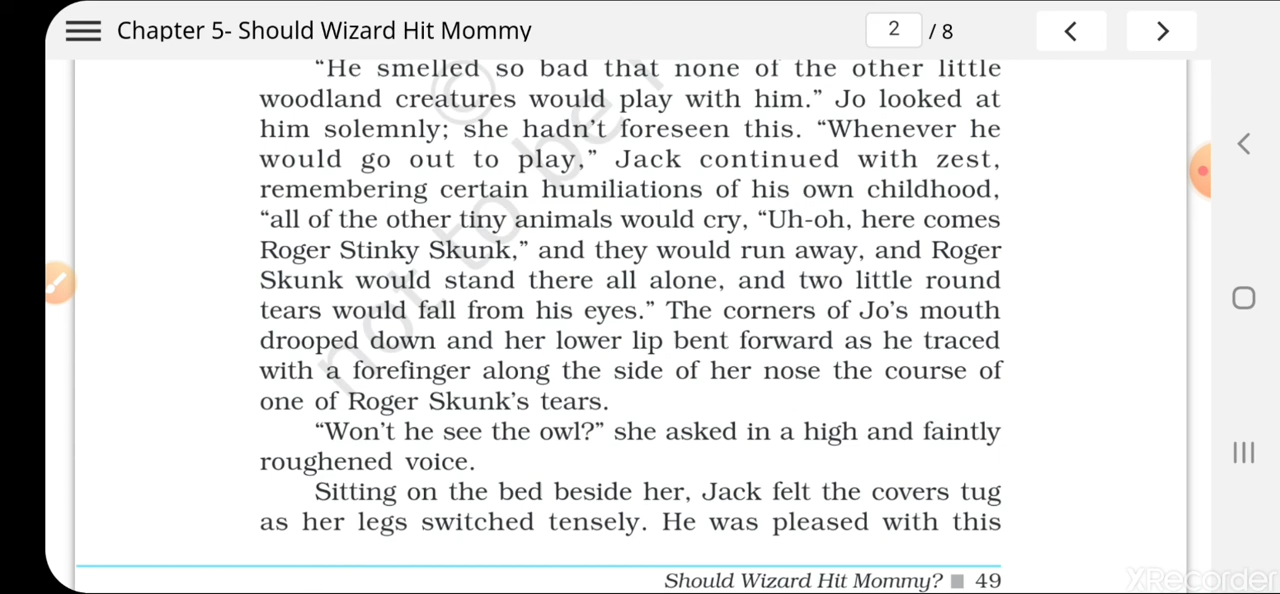 Chapter 5- Should Wizard Hit Mommy
2 / 8
“He smelled so bad that none of the other little
woodland creatures would play with him.” Jo looked at
him solemnly; she hadn’t foreseen this. “Whenever he
would go out to play,” Jack continued with zest,
remembering certain humiliations of his own childhood,
“all of the other tiny animals would cry, “Uh-oh, here comes
Roger Stinky Skunk,” and they would run away, and Roger
Skunk would stand there all alone, and two little round
tears would fall from his eyes.” The corners of Jo’s mouth
drooped down and her lower lip bent forward as he traced
with a forefinger along the side of her nose the course of
one of Roger Skunk’s tears.
“Won’t he see the owl?” she asked in a high and faintly
roughened voice.
Sitting on the bed beside her, Jack felt the covers tug
as her legs switched tensely. He was pleased with this
Should Wizard Hit Mommy? ■ 49
©
not to be r
XRecorder